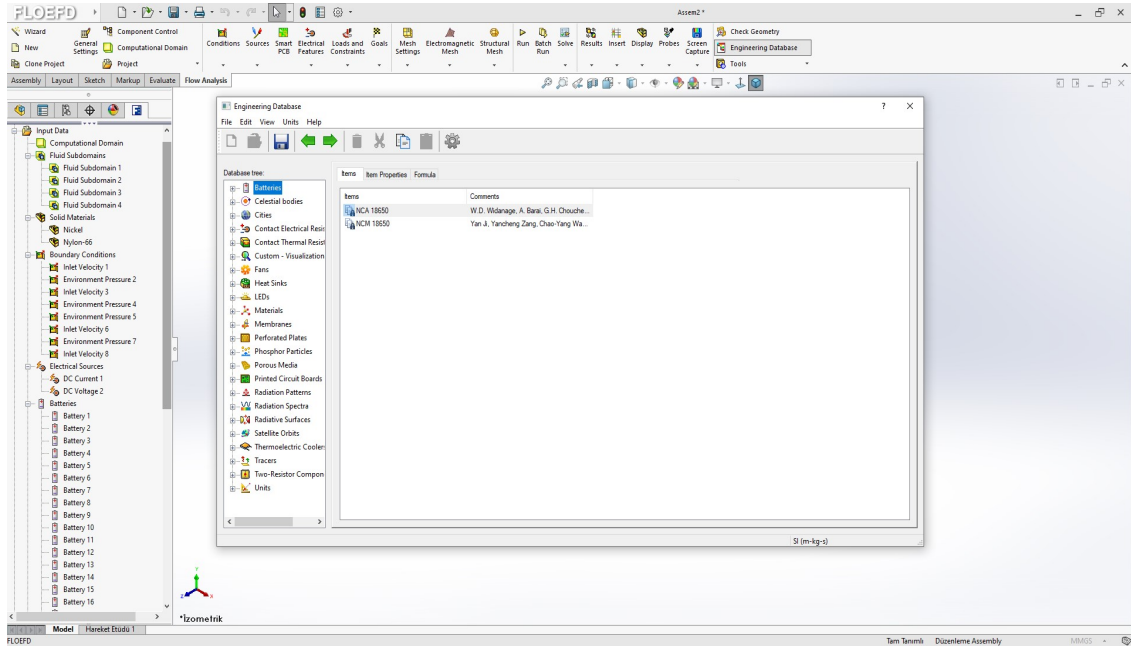 FLOEFD
Assem2 *
Wizard
New
Clone Project
General Settings
Component Control
Computational Domain
Project
Conditions
Sources
Smart PCB
Electrical Features
Loads and Constraints
Goals
Mesh Settings
Electromagnetic Mesh
Structural Mesh
Run
Batch Run
Solve
Results
Insert
Display
Probes
Screen Capture
Check Geometry
Engineering Database
Tools
Assembly
Layout
Sketch
Markup
Evaluate
Flow Analysis
Input Data
Computational Domain
Fluid Subdomains
Fluid Subdomain 1
Fluid Subdomain 2
Fluid Subdomain 3
Fluid Subdomain 4
Solid Materials
Nickel
Nylon-66
Boundary Conditions
Inlet Velocity 1
Environment Pressure 2
Inlet Velocity 3
Environment Pressure 4
Environment Pressure 5
Inlet Velocity 6
Environment Pressure 7
Inlet Velocity 8
Electrical Sources
DC Current 1
DC Voltage 2
Batteries
Battery 1
Battery 2
Battery 3
Battery 4
Battery 5
Battery 6
Battery 7
Battery 8
Battery 9
Battery 10
Battery 11
Battery 12
Battery 13
Battery 14
Battery 15
Battery 16
Engineering Database
? X
File Edit View Units Help
Database tree:
Batteries
Celestial bodies
Cities
Contact Electrical Resis
Contact Thermal Resist
Custom - Visualization
Fans
Heat Sinks
LEDs
Materials
Membranes
Perforated Plates
Phosphor Particles
Porous Media
Printed Circuit Boards
Radiation Patterns
Radiation Spectra
Radiative Surfaces
Satellite Orbits
Thermoelectric Coolers
Tracers
Two-Resistor Compon
Units
Items
Item Properties
Formula
Items Comments
NCA 18650 W.D. Widanage, A. Barai, G.H. Chouche...
NCM 18650 Yan Ji, Yancheng Zang, Chao-Yang Wa...
SI (m-kg-s)
Y
Z
X
*İzometrik
Model
Hareket Etüdü 1
FLOEFD
Tam Tanımlı
Düzenleme Assembly
MMGS